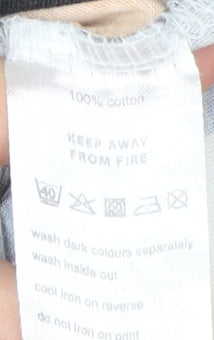 100% cotton
KEEP AWAY
FROM FIRE
40
wash dark colours separately
wash inside out
cool iron on reverse
do not iron on print